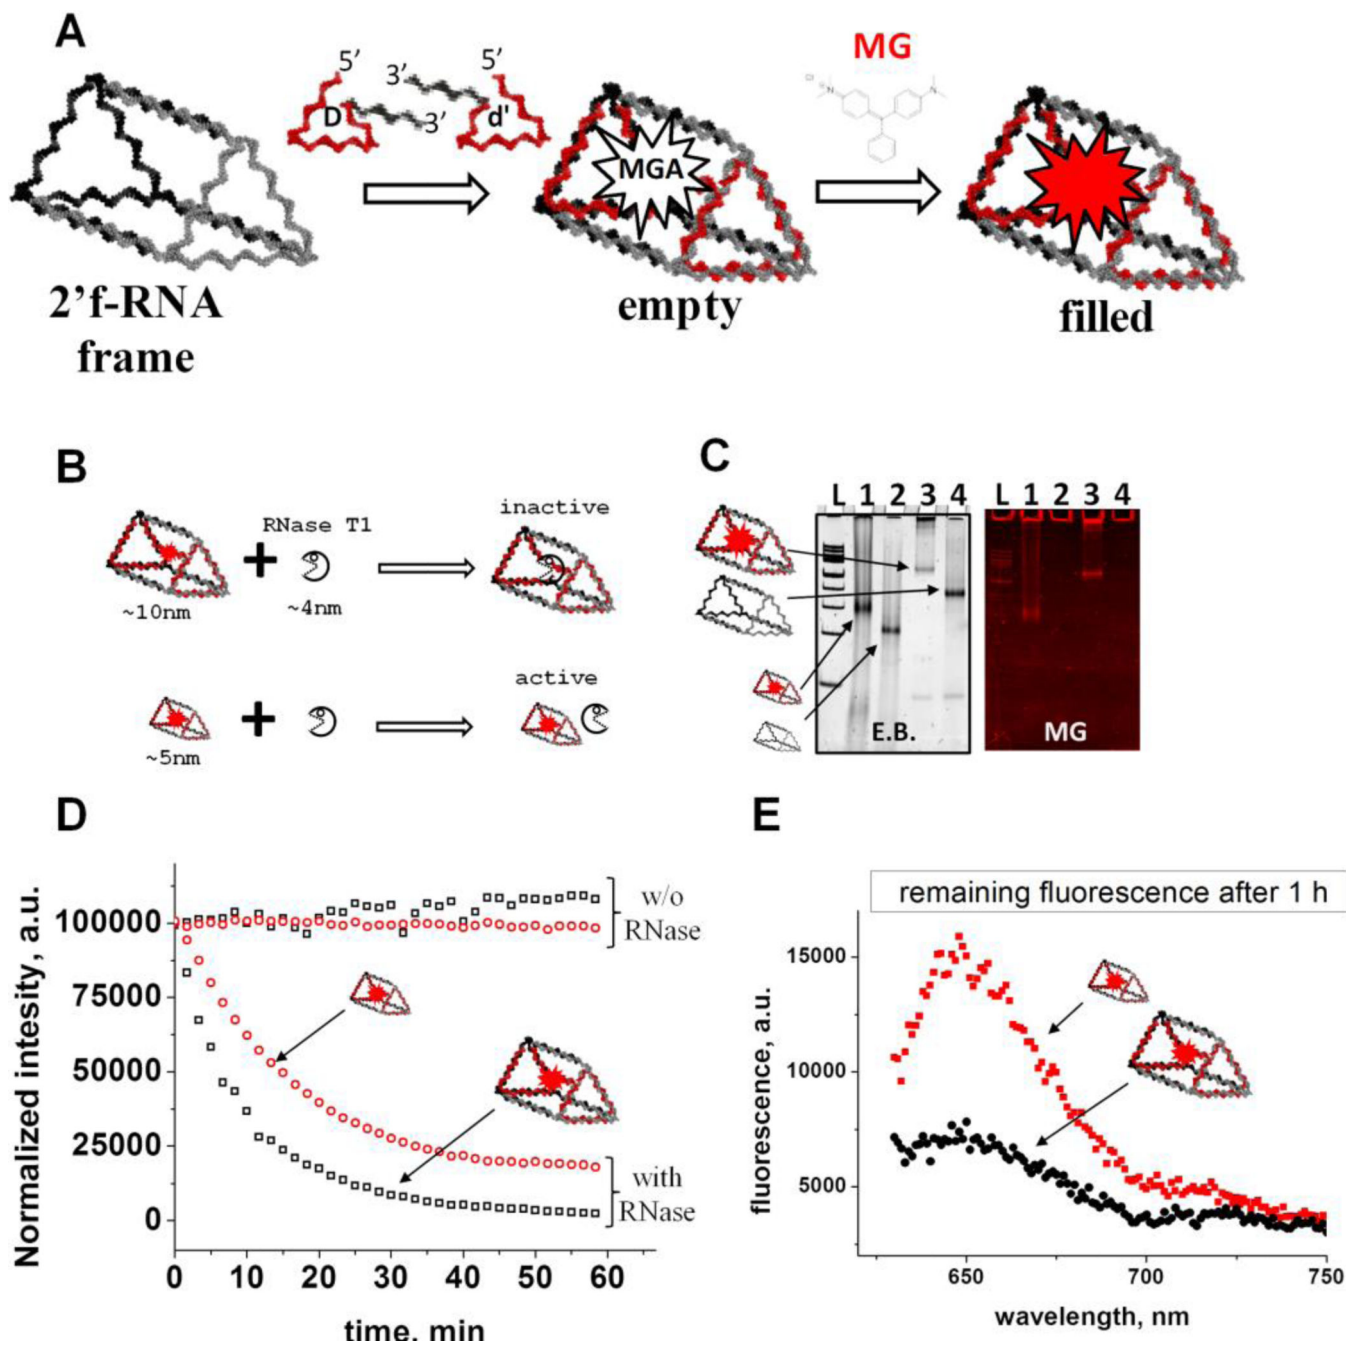 A
5′
3′
5′
D
3′
d'
MG
Cl
N
N
MGA
2'f-RNA
frame
empty
filled
B
RNase T1
inactive
~10nm
~4nm
active
~5nm
C
L 1 2 3 4
L 1 2 3 4
E.B.
MG
D
Normalized intesity, a.u.
100000
75000
50000
25000
0
w/o
RNase
with
RNase
0 10 20 30 40 50 60
time, min
E
remaining fluorescence after 1 h
fluorescence, a.u.
15000
10000
5000
650 700 750
wavelength, nm